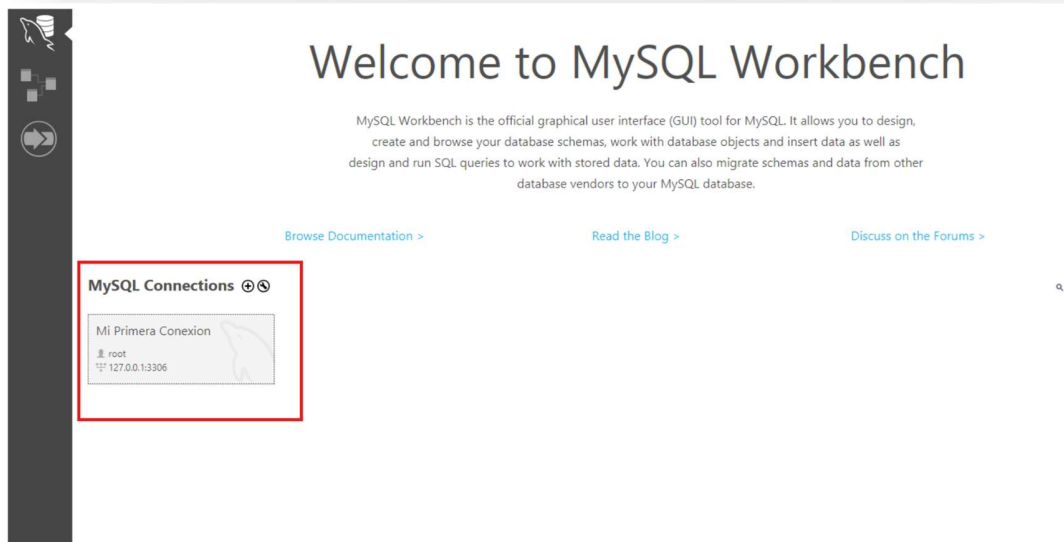 Welcome to MySQL Workbench
MySQL Workbench is the official graphical user interface (GUI) tool for MySQL. It allows you to design,
create and browse your database schemas, work with database objects and insert data as well as
design and run SQL queries to work with stored data. You can also migrate schemas and data from other
database vendors to your MySQL database.
Browse Documentation >
Read the Blog >
Discuss on the Forums >
MySQL Connections
Mi Primera Conexion
root
127.0.0.1:3306